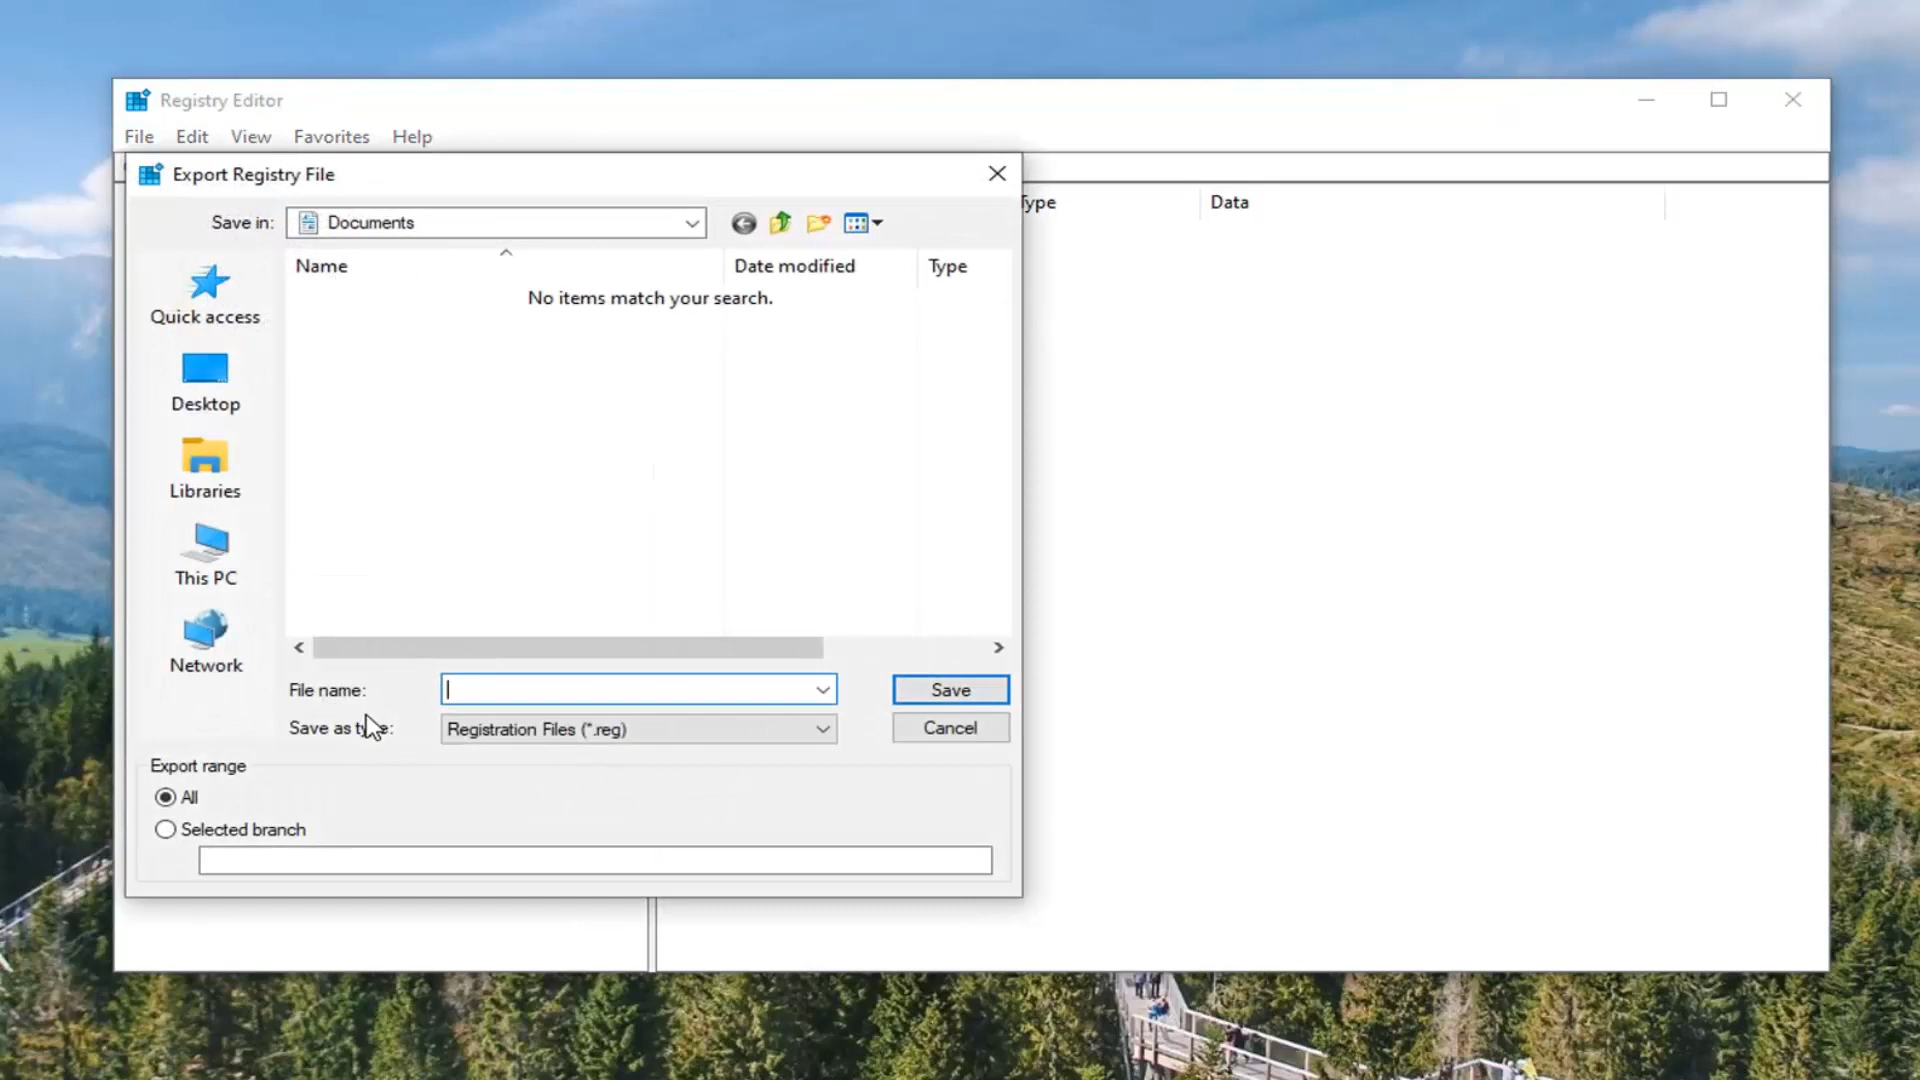 Registry Editor
File Edit View Favorites Help
Export Registry File
Save in: Documents
Type Data
Name Date modified Type
No items match your search.
Quick access
Desktop
Libraries
This PC
Network
File name: Save
Save as type: Registration Files (*.reg) Cancel
Export range
All
Selected branch